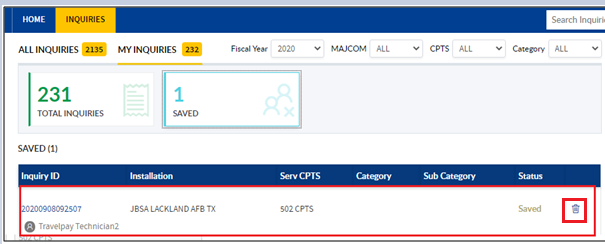 HOME INQUIRIES Search Inquiries
ALL INQUIRIES 2135 MY INQUIRIES 232 Fiscal Year 2020 MAJCOM ALL CPTS ALL Category ALL
231 1
TOTAL INQUIRIES SAVED
SAVED (1)
Inquiry ID Installation Serv CPTS Category Sub Category Status
20200908092507 JBSA LACKLAND AFB TX 502 CPTS Saved
Travelpay Technician2
502 CPTS